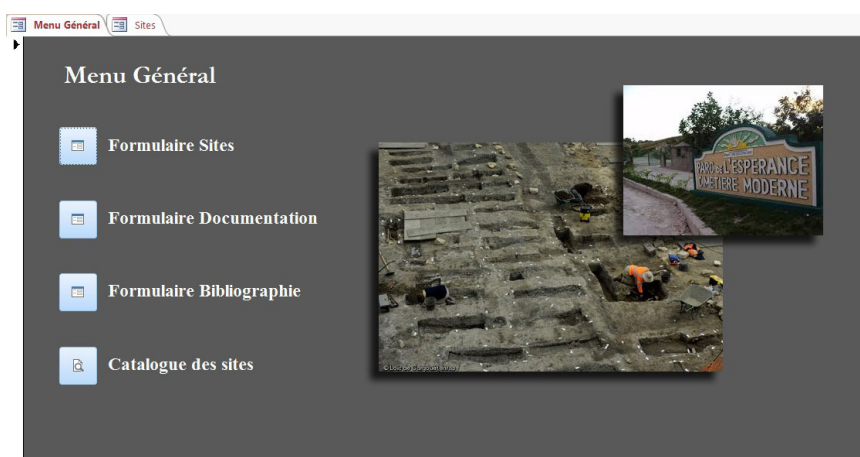 Menu Général
Sites
Menu Général
Formulaire Sites
Formulaire Documentation
Formulaire Bibliographie
Catalogue des sites
PARC DE L'ESPERANCE
CIMETIERE MODERNE